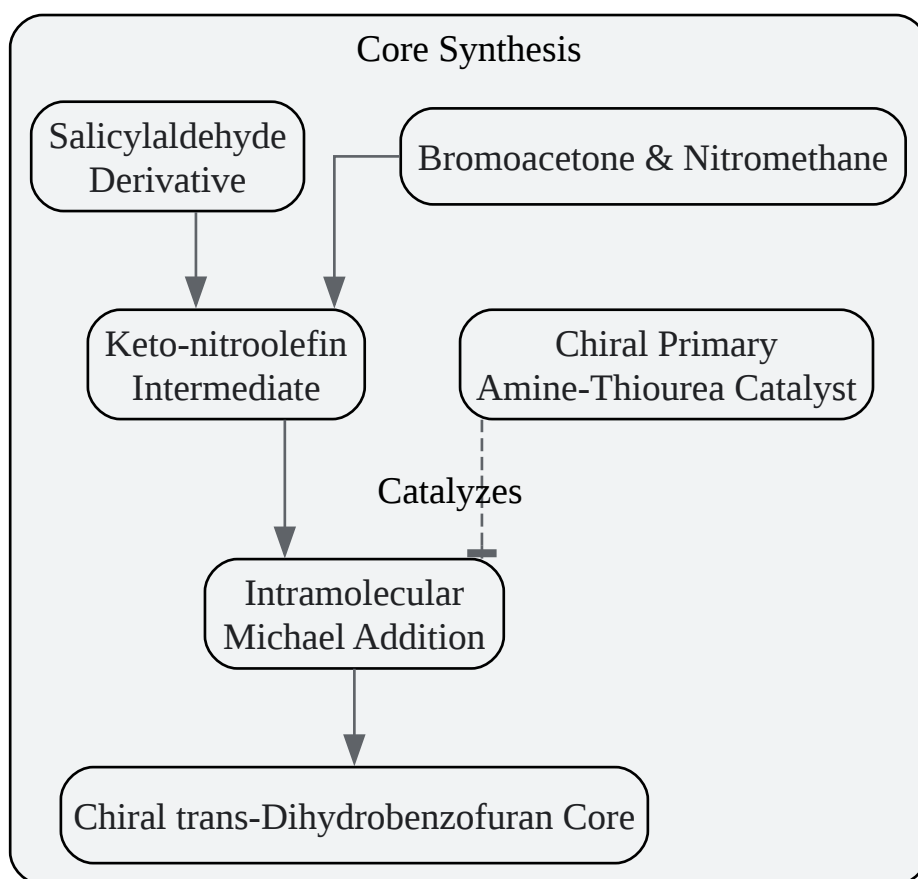 Core Synthesis
Salicylaldehyde
Derivative
Bromoacetone & Nitromethane
Keto-nitroolefin
Intermediate
Chiral Primary
Amine-Thiourea Catalyst
Catalyzes
Intramolecular
Michael Addition
Chiral trans-Dihydrobenzofuran Core